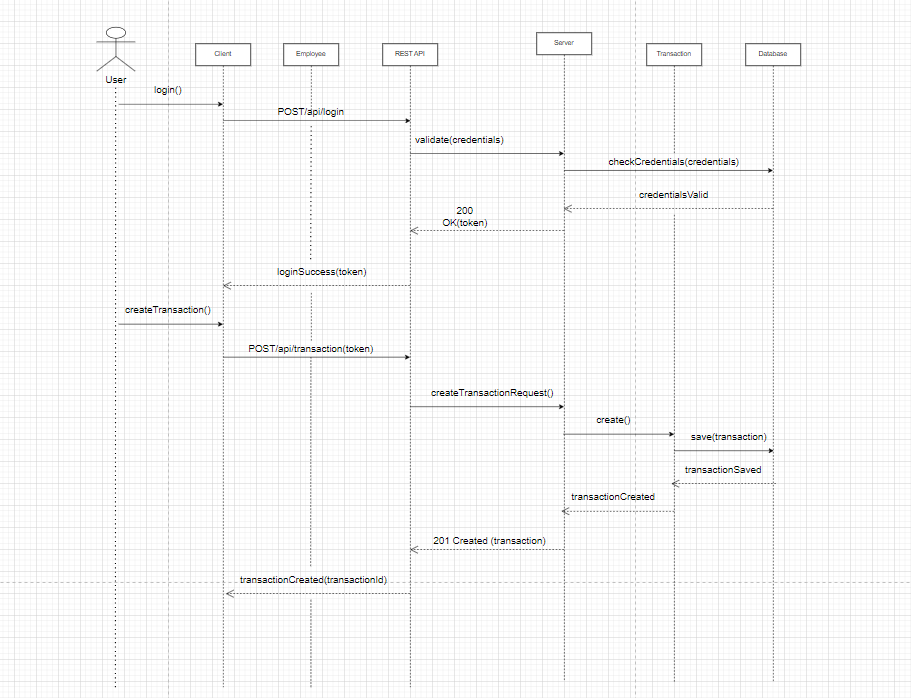 Server
Client
Employee
REST API
Transaction
Database
User
login()
POST/api/login
validate(credentials)
checkCredentials(credentials)
credentialsValid
200
OK(token)
loginSuccess(token)
createTransaction()
POST/api/transaction(token)
createTransactionRequest()
create()
save(transaction)
transactionSaved
transactionCreated
201 Created (transaction)
transactionCreated(transactionId)